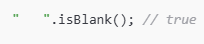 "   ".isBlank(); // true